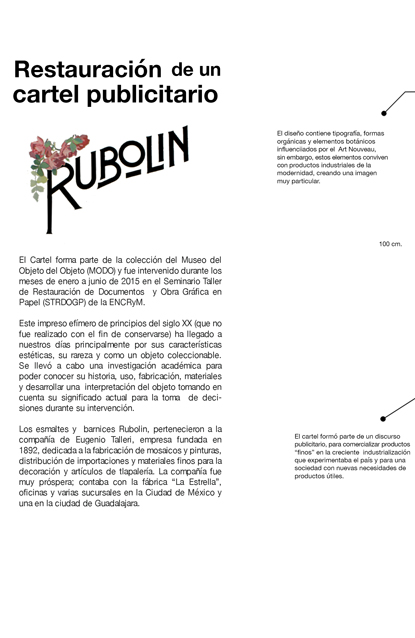 Restauración de un
cartel publicitario
RUBOLIN
El Cartel forma parte de la colección del Museo del
Objeto del Objeto (MODO) y fue intervenido durante los
meses de enero a junio de 2015 en el Seminario Taller
de Restauración de Documentos y Obra Gráfica en
Papel (STRDOGP) de la ENCRyM.
Este impreso efímero de principios del siglo XX (que no
fue realizado con el fin de conservarse) ha llegado a
nuestros días principalmente por sus características
estéticas, su rareza y como un objeto coleccionable.
Se llevó a cabo una investigación académica para
poder conocer su historia, uso, fabricación, materiales
y desarrollar una interpretación del objeto tomando en
cuenta su significado actual para la toma de deci-
siones durante su intervención.
Los esmaltes y barnices Rubolin, pertenecieron a la
compañía de Eugenio Talleri, empresa fundada en
1892, dedicada a la fabricación de mosaicos y pinturas,
distribución de importaciones y materiales finos para la
decoración y artículos de tlapalería. La compañía fue
muy próspera; contaba con la fábrica “La Estrella”,
oficinas y varias sucursales en la Ciudad de México y
una en la ciudad de Guadalajara.
El diseño contiene tipografía, formas
orgánicas y elementos botánicos
influenciiados por el Art Nouveau,
sin embargo, estos elementos conviven
con productos industriales de la
modernidad, creando una imagen
muy particular.
100 cm.
El cartel formó parte de un discurso
publicitario, para comercializar productos
“finos” en la creciente industrialización
que experimentaba el país y para una
sociedad con nuevas necesidades de
productos útiles.